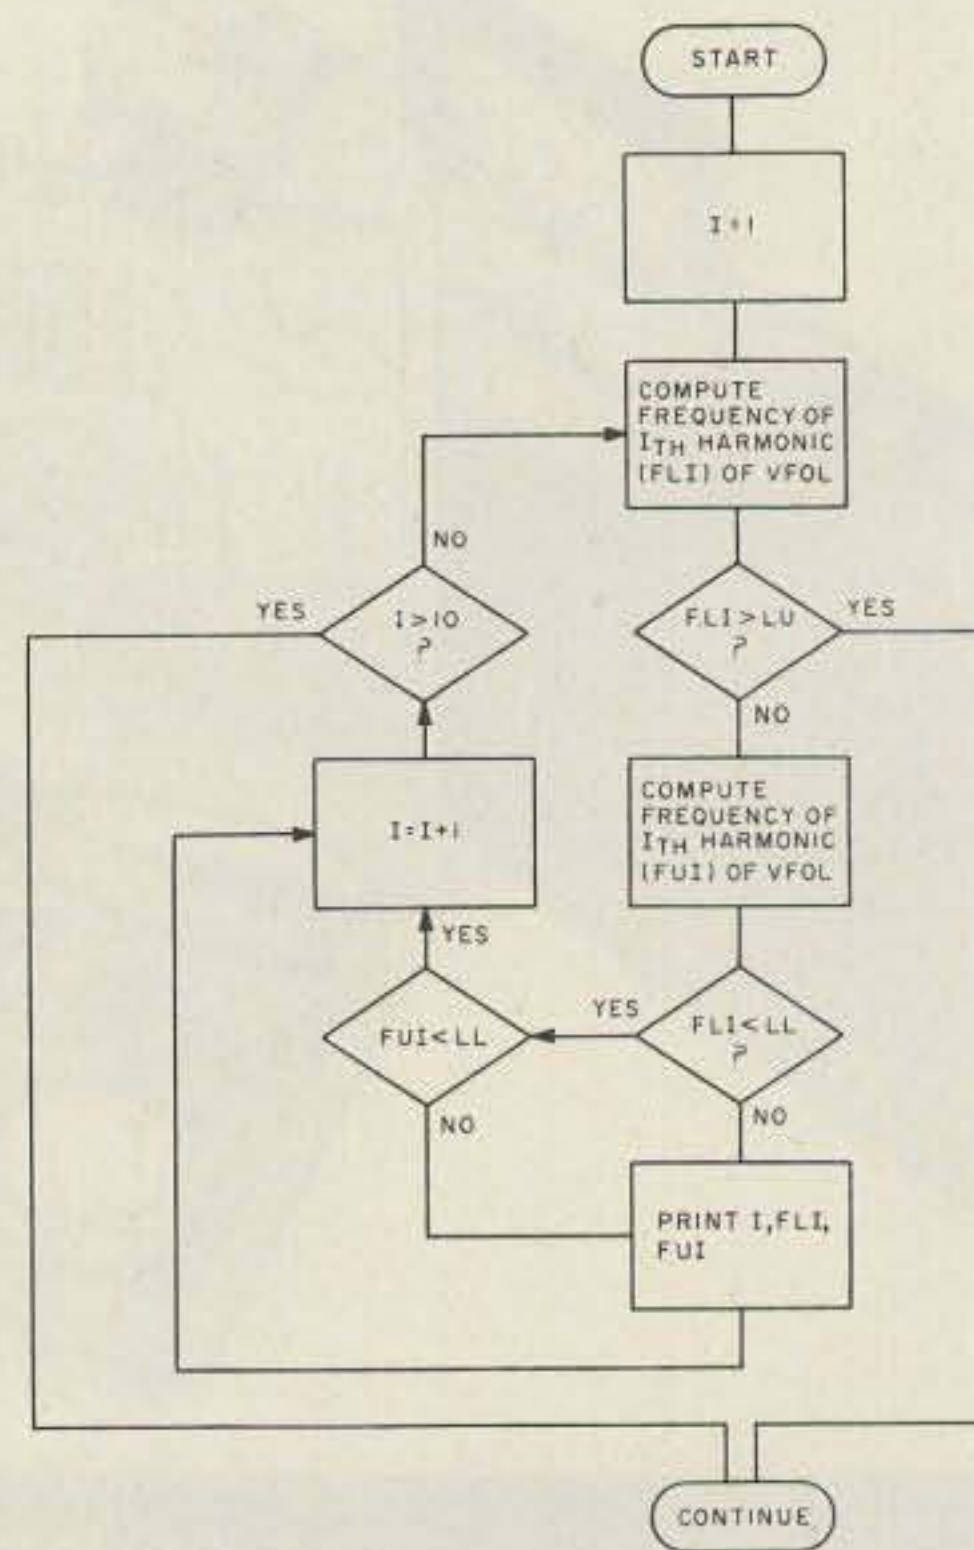 START
I=1
COMPUTE
FREQUENCY OF
ITH HARMONIC
(FLI) OF VFOL
NO
YES
I>10
?
FLI>LU
?
YES
NO
I=I+1
COMPUTE
FREQUENCY OF
ITH HARMONIC
(FUI) OF VFOL
YES
FUI<LL
YES
FLI<LL
?
NO
NO
PRINT I,FLI,
FUI
CONTINUE